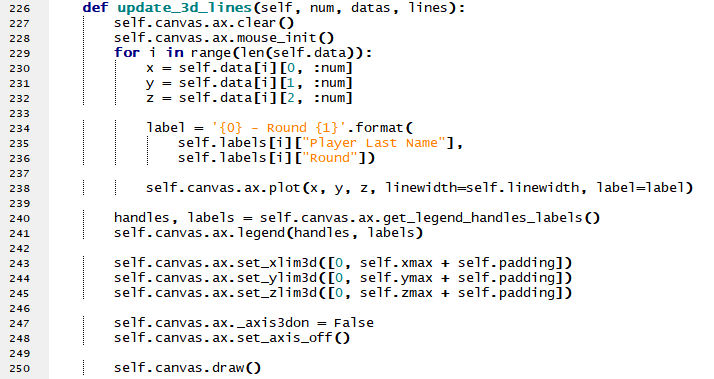 226 def update_3d_lines(self, num, datas, lines):
227 self.canvas.ax.clear()
228 self.canvas.ax.mouse_init()
229 for i in range(len(self.data)):
230 x = self.data[i][0, :num]
231 y = self.data[i][1, :num]
232 z = self.data[i][2, :num]
233
234 label = '{0} - Round {1}'.format(
235 self.labels[i]["Player Last Name"],
236 self.labels[i]["Round"])
237
238 self.canvas.ax.plot(x, y, z, linewidth=self.linewidth, label=label)
239
240 handles, labels = self.canvas.ax.get_legend_handles_labels()
241 self.canvas.ax.legend(handles, labels)
242
243 self.canvas.ax.set_xlim3d([0, self.xmax + self.padding])
244 self.canvas.ax.set_ylim3d([0, self.ymax + self.padding])
245 self.canvas.ax.set_zlim3d([0, self.zmax + self.padding])
246
247 self.canvas.ax._axis3don = False
248 self.canvas.ax.set_axis_off()
249
250 self.canvas.draw()